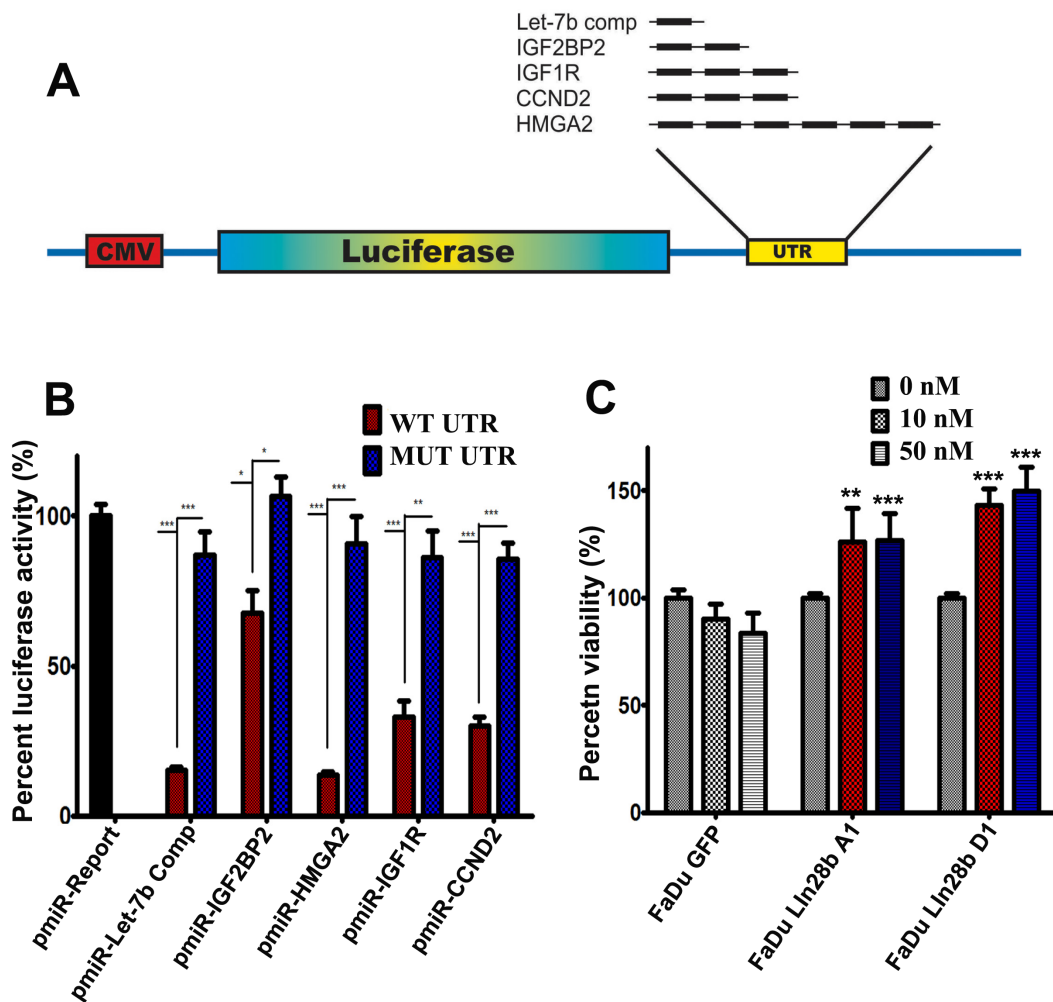 A
Let-7b comp
IGF2BP2
IGF1R
CCND2
HMGA2
CMV
Luciferase
UTR
B
WT UTR
MUT UTR
Percent luciferase activity (%)
100
50
0
***
***
*
*
***
***
***
**
***
***
pmiR-Report
pmiR-Let-7b Comp
pmiR-IGF2BP2
pmiR-HMGA2
pmiR-IGF1R
pmiR-CCND2
C
0 nM
10 nM
50 nM
Percetn viability (%)
150
100
50
0
**
***
***
***
FaDu GFP
FaDu LIn28b A1
FaDu LIn28b D1